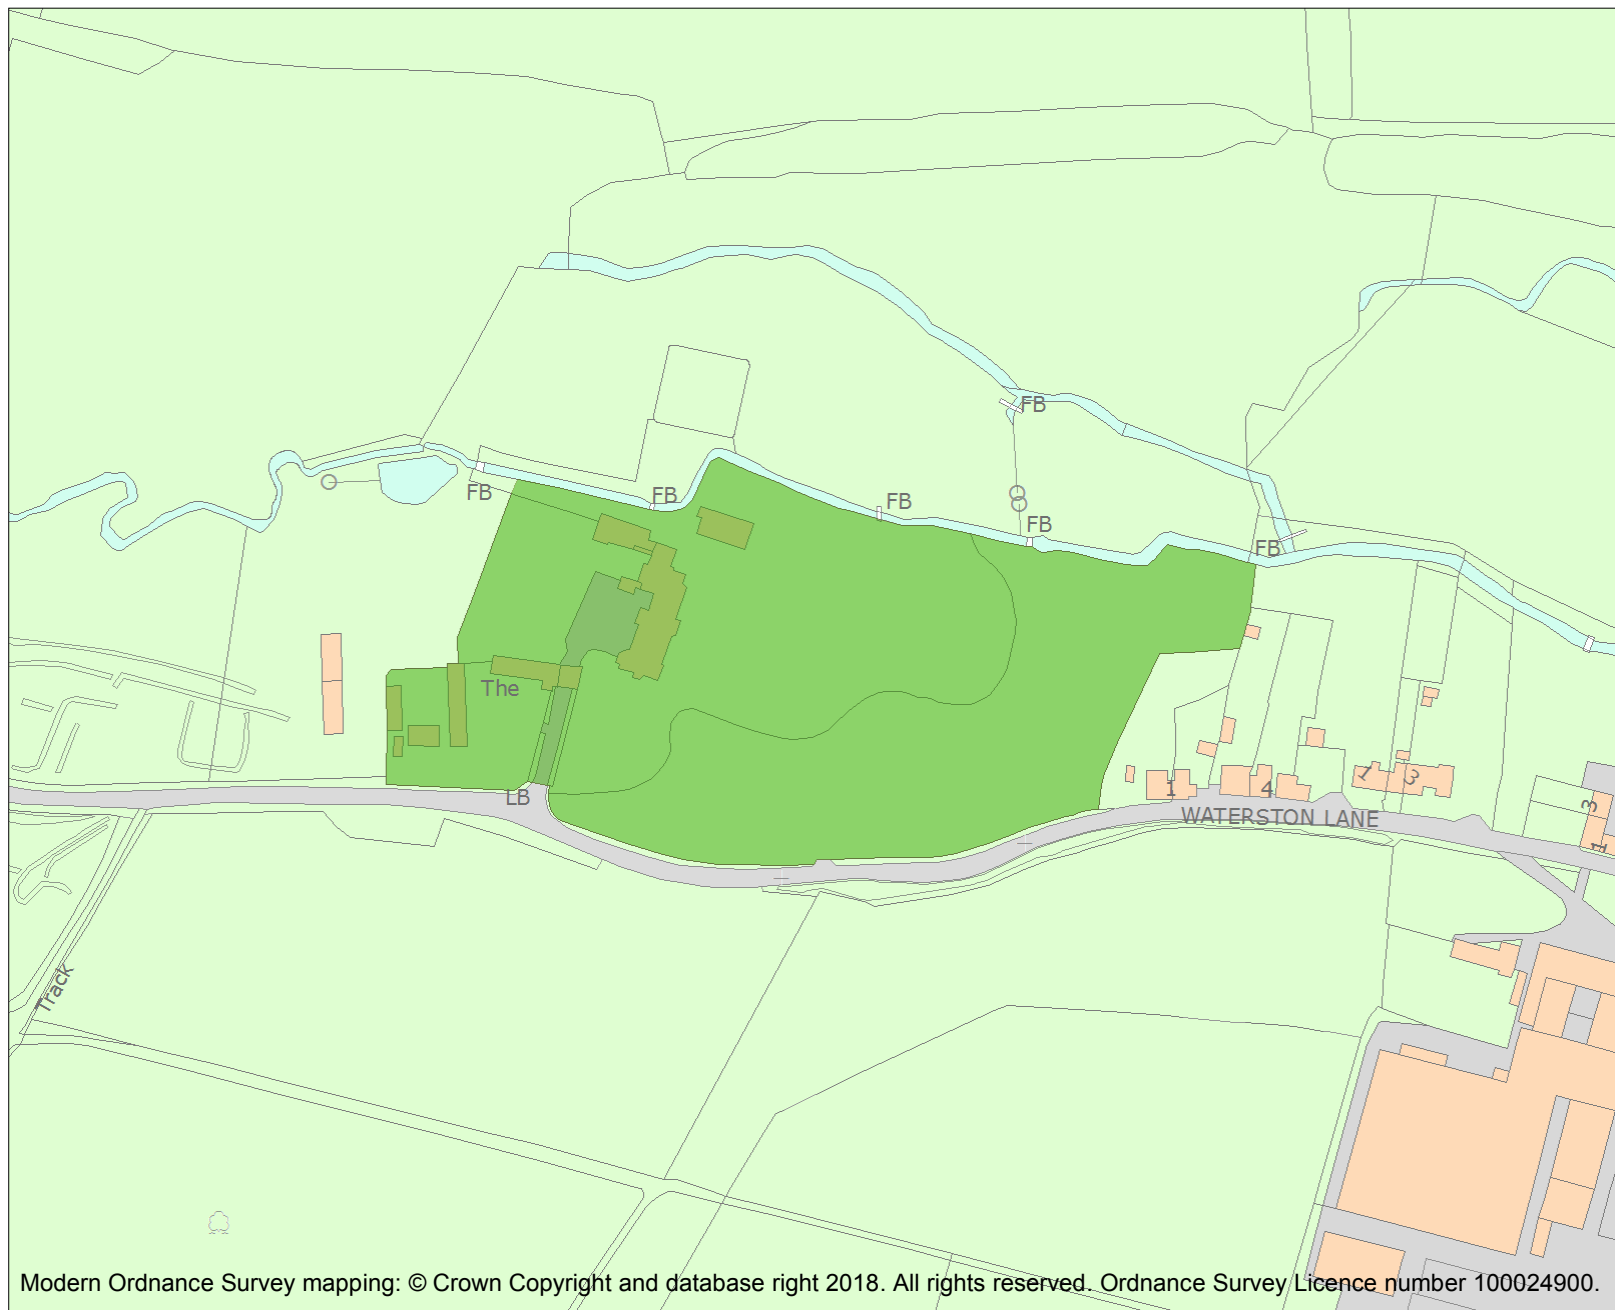 FB
FB
FB
FB
FB
FB
The
LB
1
4
1
3
3
1
WATERSTON LANE
Track
Modern Ordnance Survey mapping: © Crown Copyright and database right 2018. All rights reserved. Ordnance Survey Licence number 100024900.